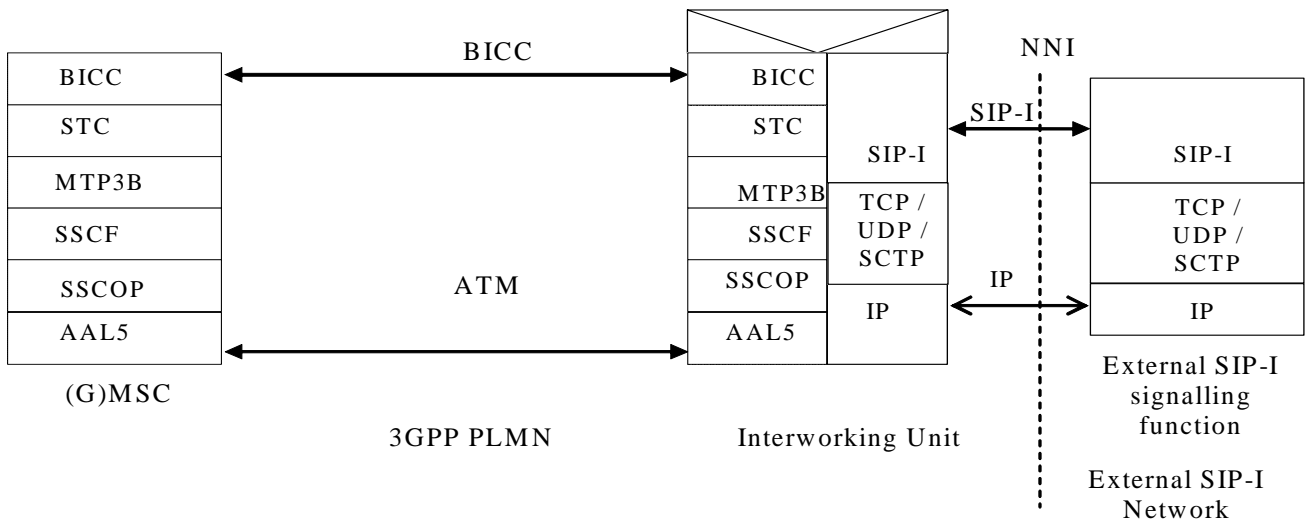 BICC
STC
MTP3B
SSCF
SSCOP
AAL5
(G)MSC
BICC
ATM
3GPP PLMN
BICC
STC
MTP3B
SSCF
SSCOP
AAL5
SIP-I
TCP /
UDP /
SCTP
IP
Interworking Unit
NNI
SIP-I
IP
SIP-I
TCP /
UDP /
SCTP
IP
External SIP-I
signalling
function
External SIP-I
Network